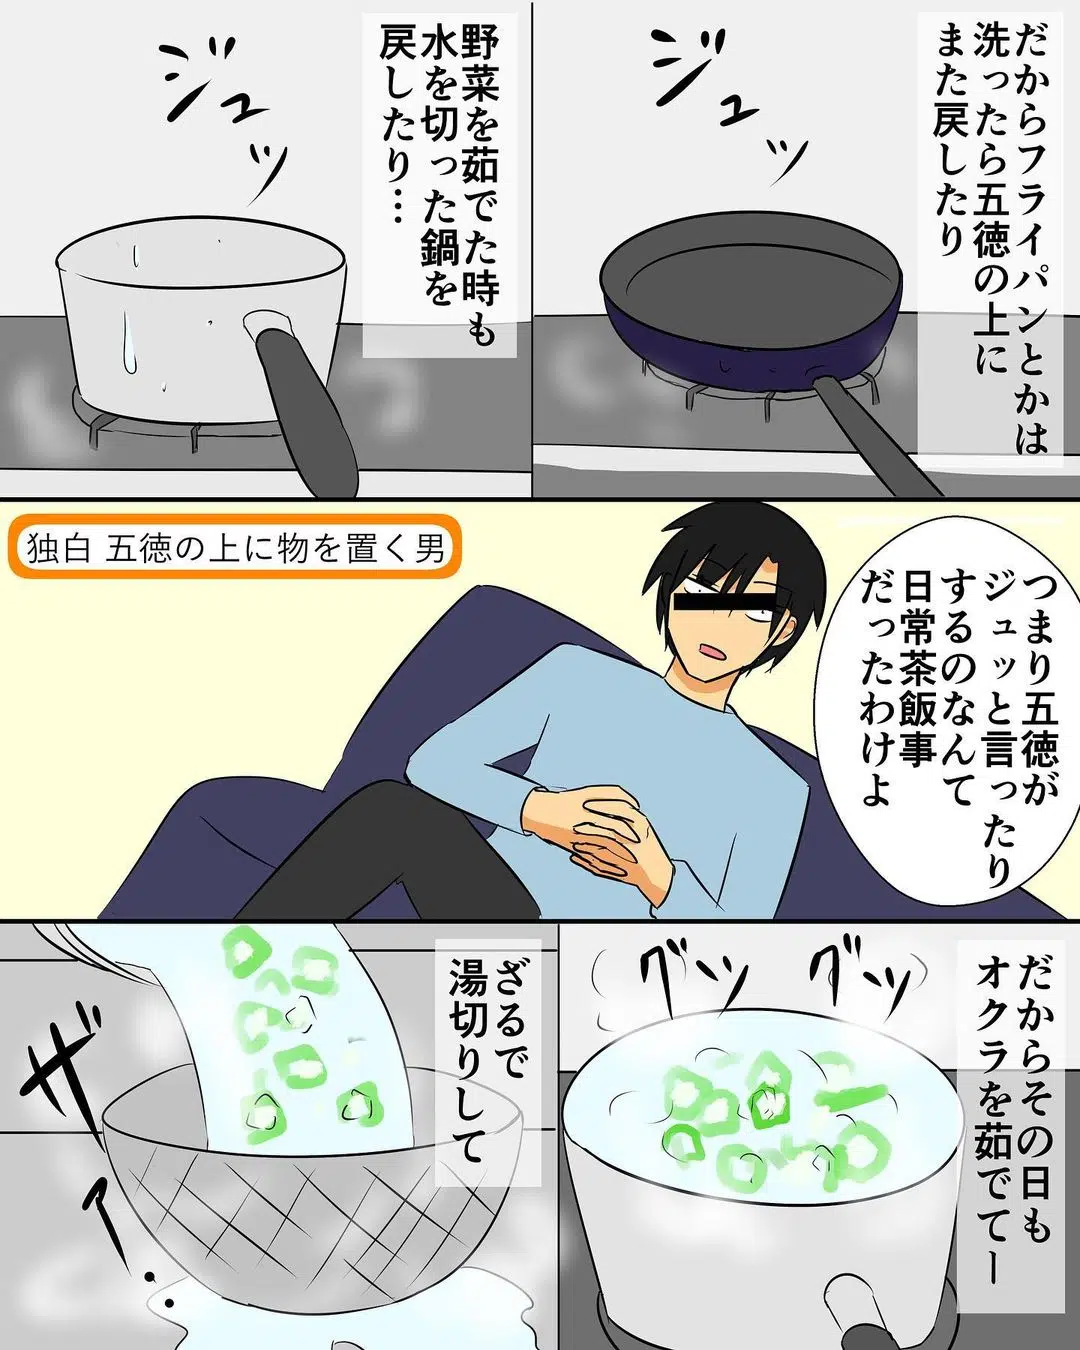 だからフライパンとかは
洗ったら五徳の上に
また戻したり
ジュッ
野菜を茹でた時も
水を切った鍋を
戻したり…
ジュッ
独白 五徳の上に物を置く男
つまり五徳が
ジュッと言ったり
するのなんて
日常茶飯事
だったわけよ
だからその日も
オクラを茹でてー
グツ
グツ
ざるで
湯切りして
ザァ…